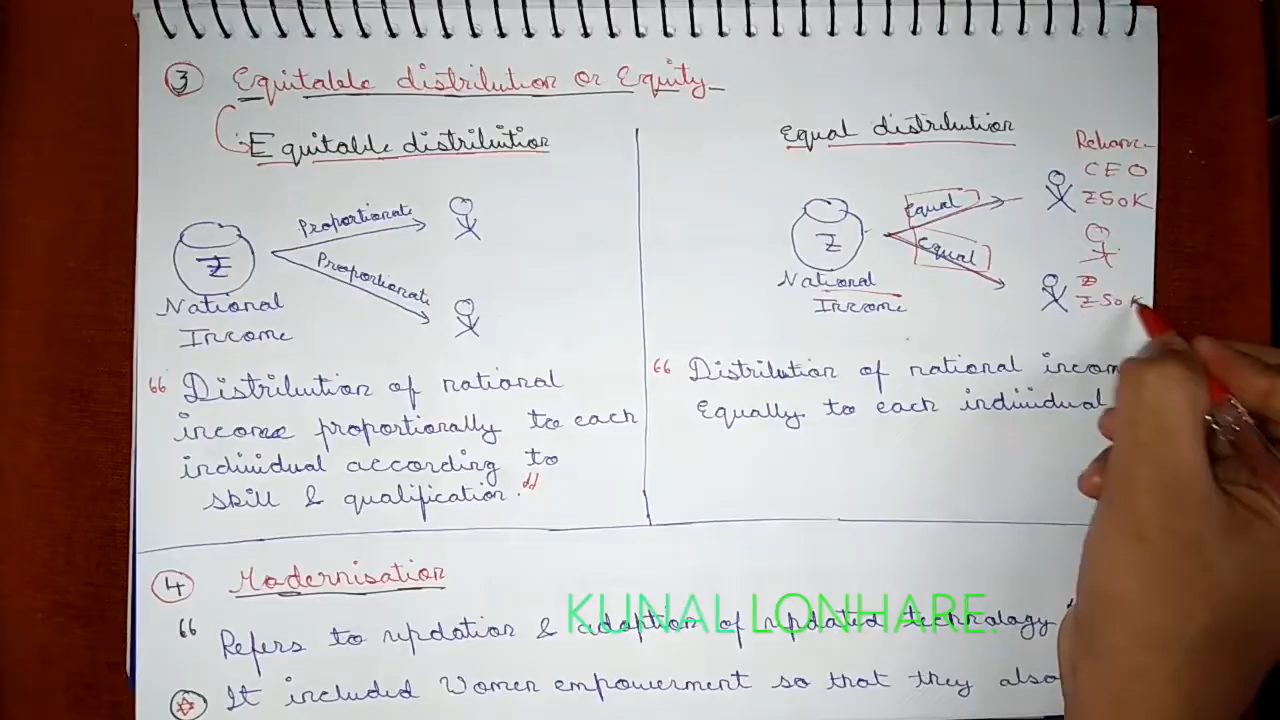 ③ Equitable distribution or Equity
Equitable distribution
Proportionate
Proportionate
National
Income
" Distribution of national
income proportionally to each
individual according to
skill & qualification."
Equal distribution
Reliance
CEO
₹50K
equal
equal
₹
National
Income
₹50K
" Distribution of national incom
Equally to each individual
④ Modernisation
" Refers to updation & adoption of updated technology "
It included Women empowerment so that they also
KUNAL LONHARE.